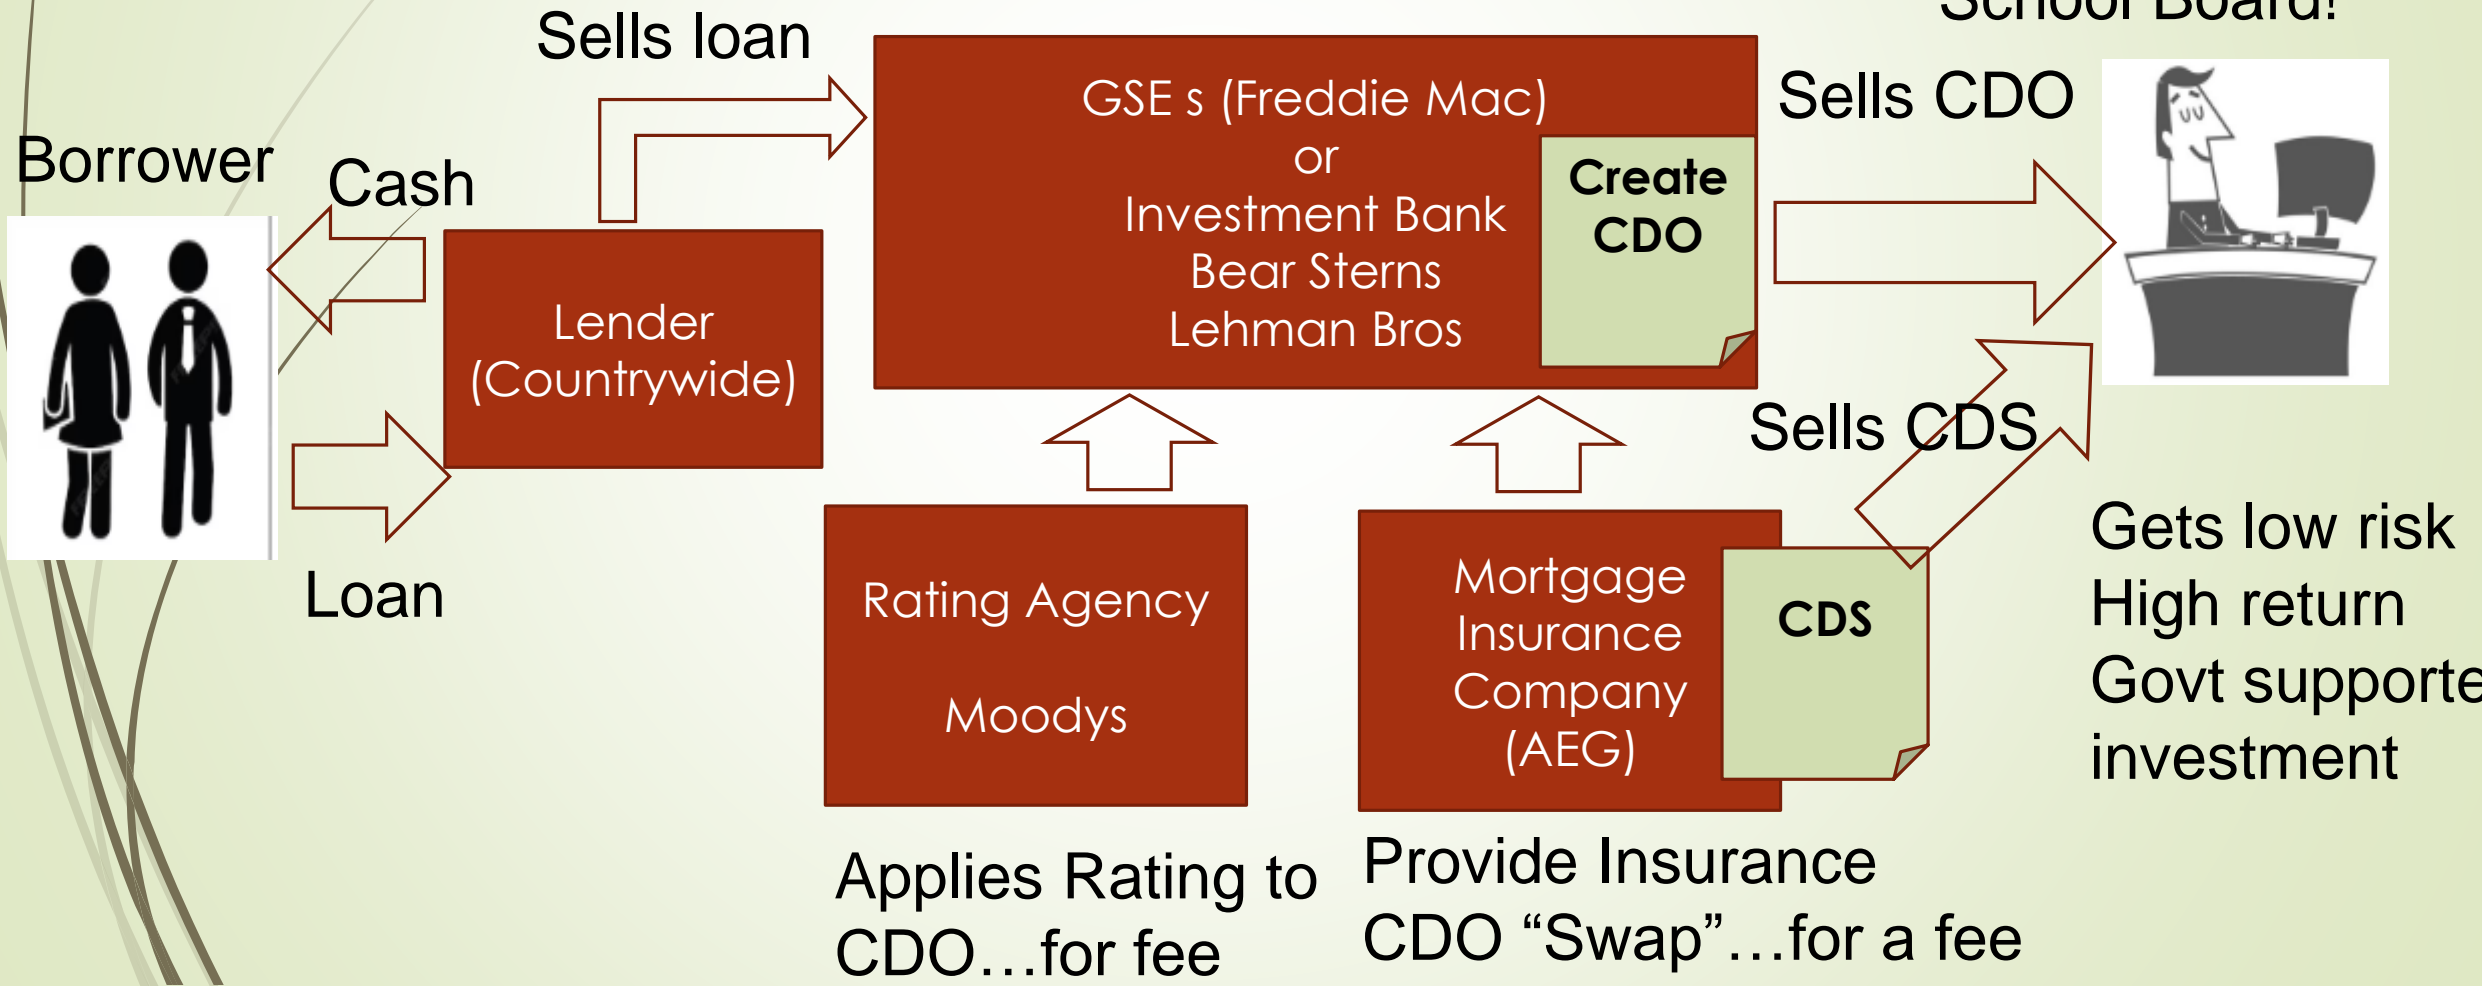 School Board!
Sells loan
GSE s (Freddie Mac)
or
Investment Bank
Bear Sterns
Lehman Bros
Create
CDO
Sells CDO
Borrower
Cash
Lender
(Countrywide)
Loan
Sells CDS
Rating Agency
Moodys
Mortgage
Insurance
Company
(AEG)
CDS
Gets low risk
High return
Govt supporte
investment
Applies Rating to
CDO…for fee
Provide Insurance
CDO “Swap”…for a fee